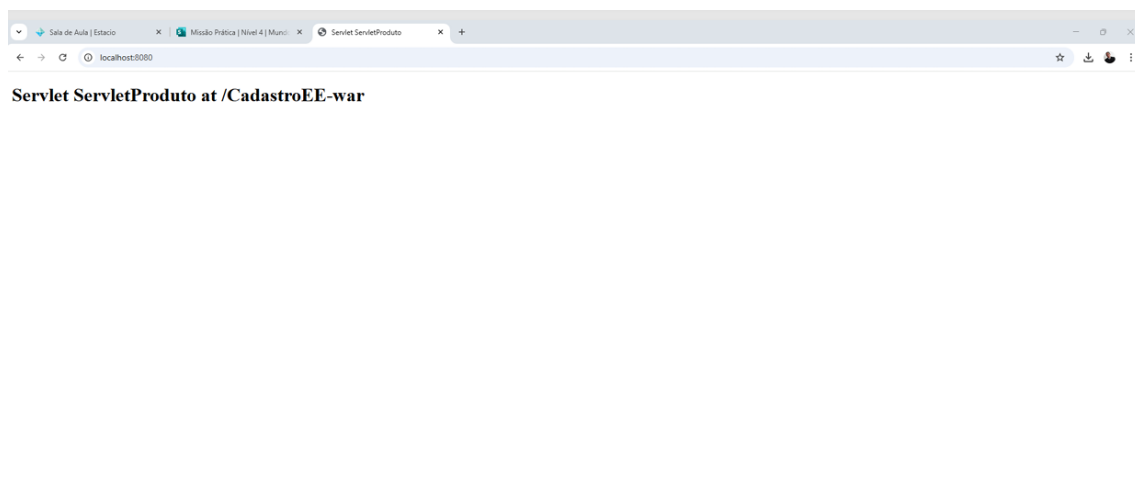 Sala de Aula | Estacio
Missão Prática | Nível 4 | Mund
Servlet ServletProduto
localhost:8080
Servlet ServletProduto at /CadastroEE-war